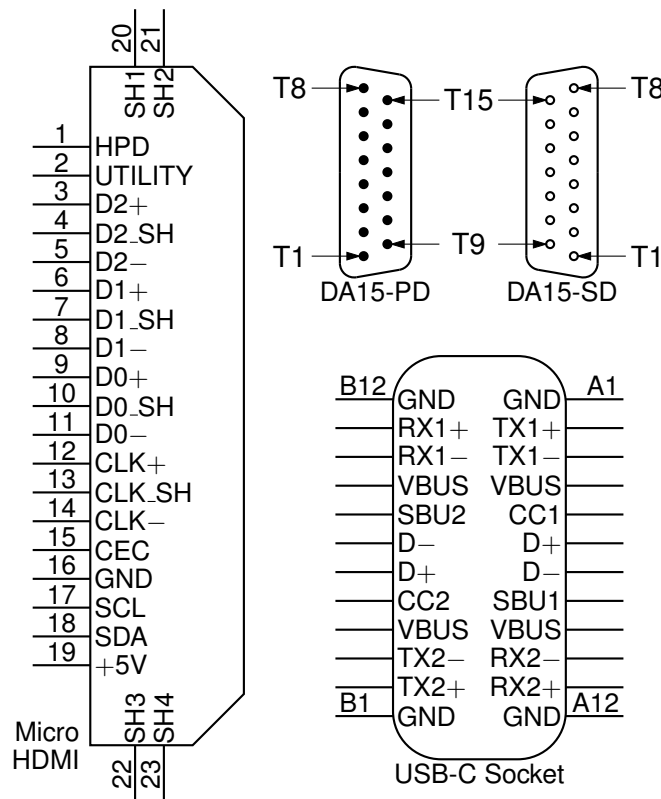 20 21
SH1 SH2
1 HPD
2 UTILITY
3 D2+
4 D2_SH
5 D2−
6 D1+
7 D1_SH
8 D1−
9 D0+
10 D0_SH
11 D0−
12 CLK+
13 CLK_SH
14 CLK−
15 CEC
16 GND
17 SCL
18 SDA
19 +5V
SH3 SH4
22 23
Micro
HDMI
T8 T15 T8
T1 T9 T1
DA15-PD DA15-SD
B12 GND GND A1
RX1+ TX1+
RX1− TX1−
VBUS VBUS
SBU2 CC1
D− D+
D+ D−
CC2 SBU1
VBUS VBUS
TX2− RX2−
TX2+ RX2+
B1 GND GND A12
USB-C Socket